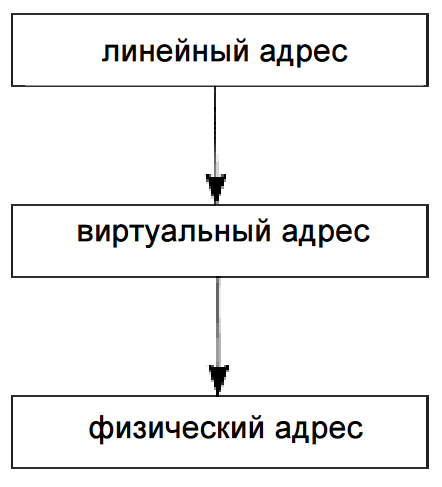 линейный адрес
виртуальный адрес
физический адрес